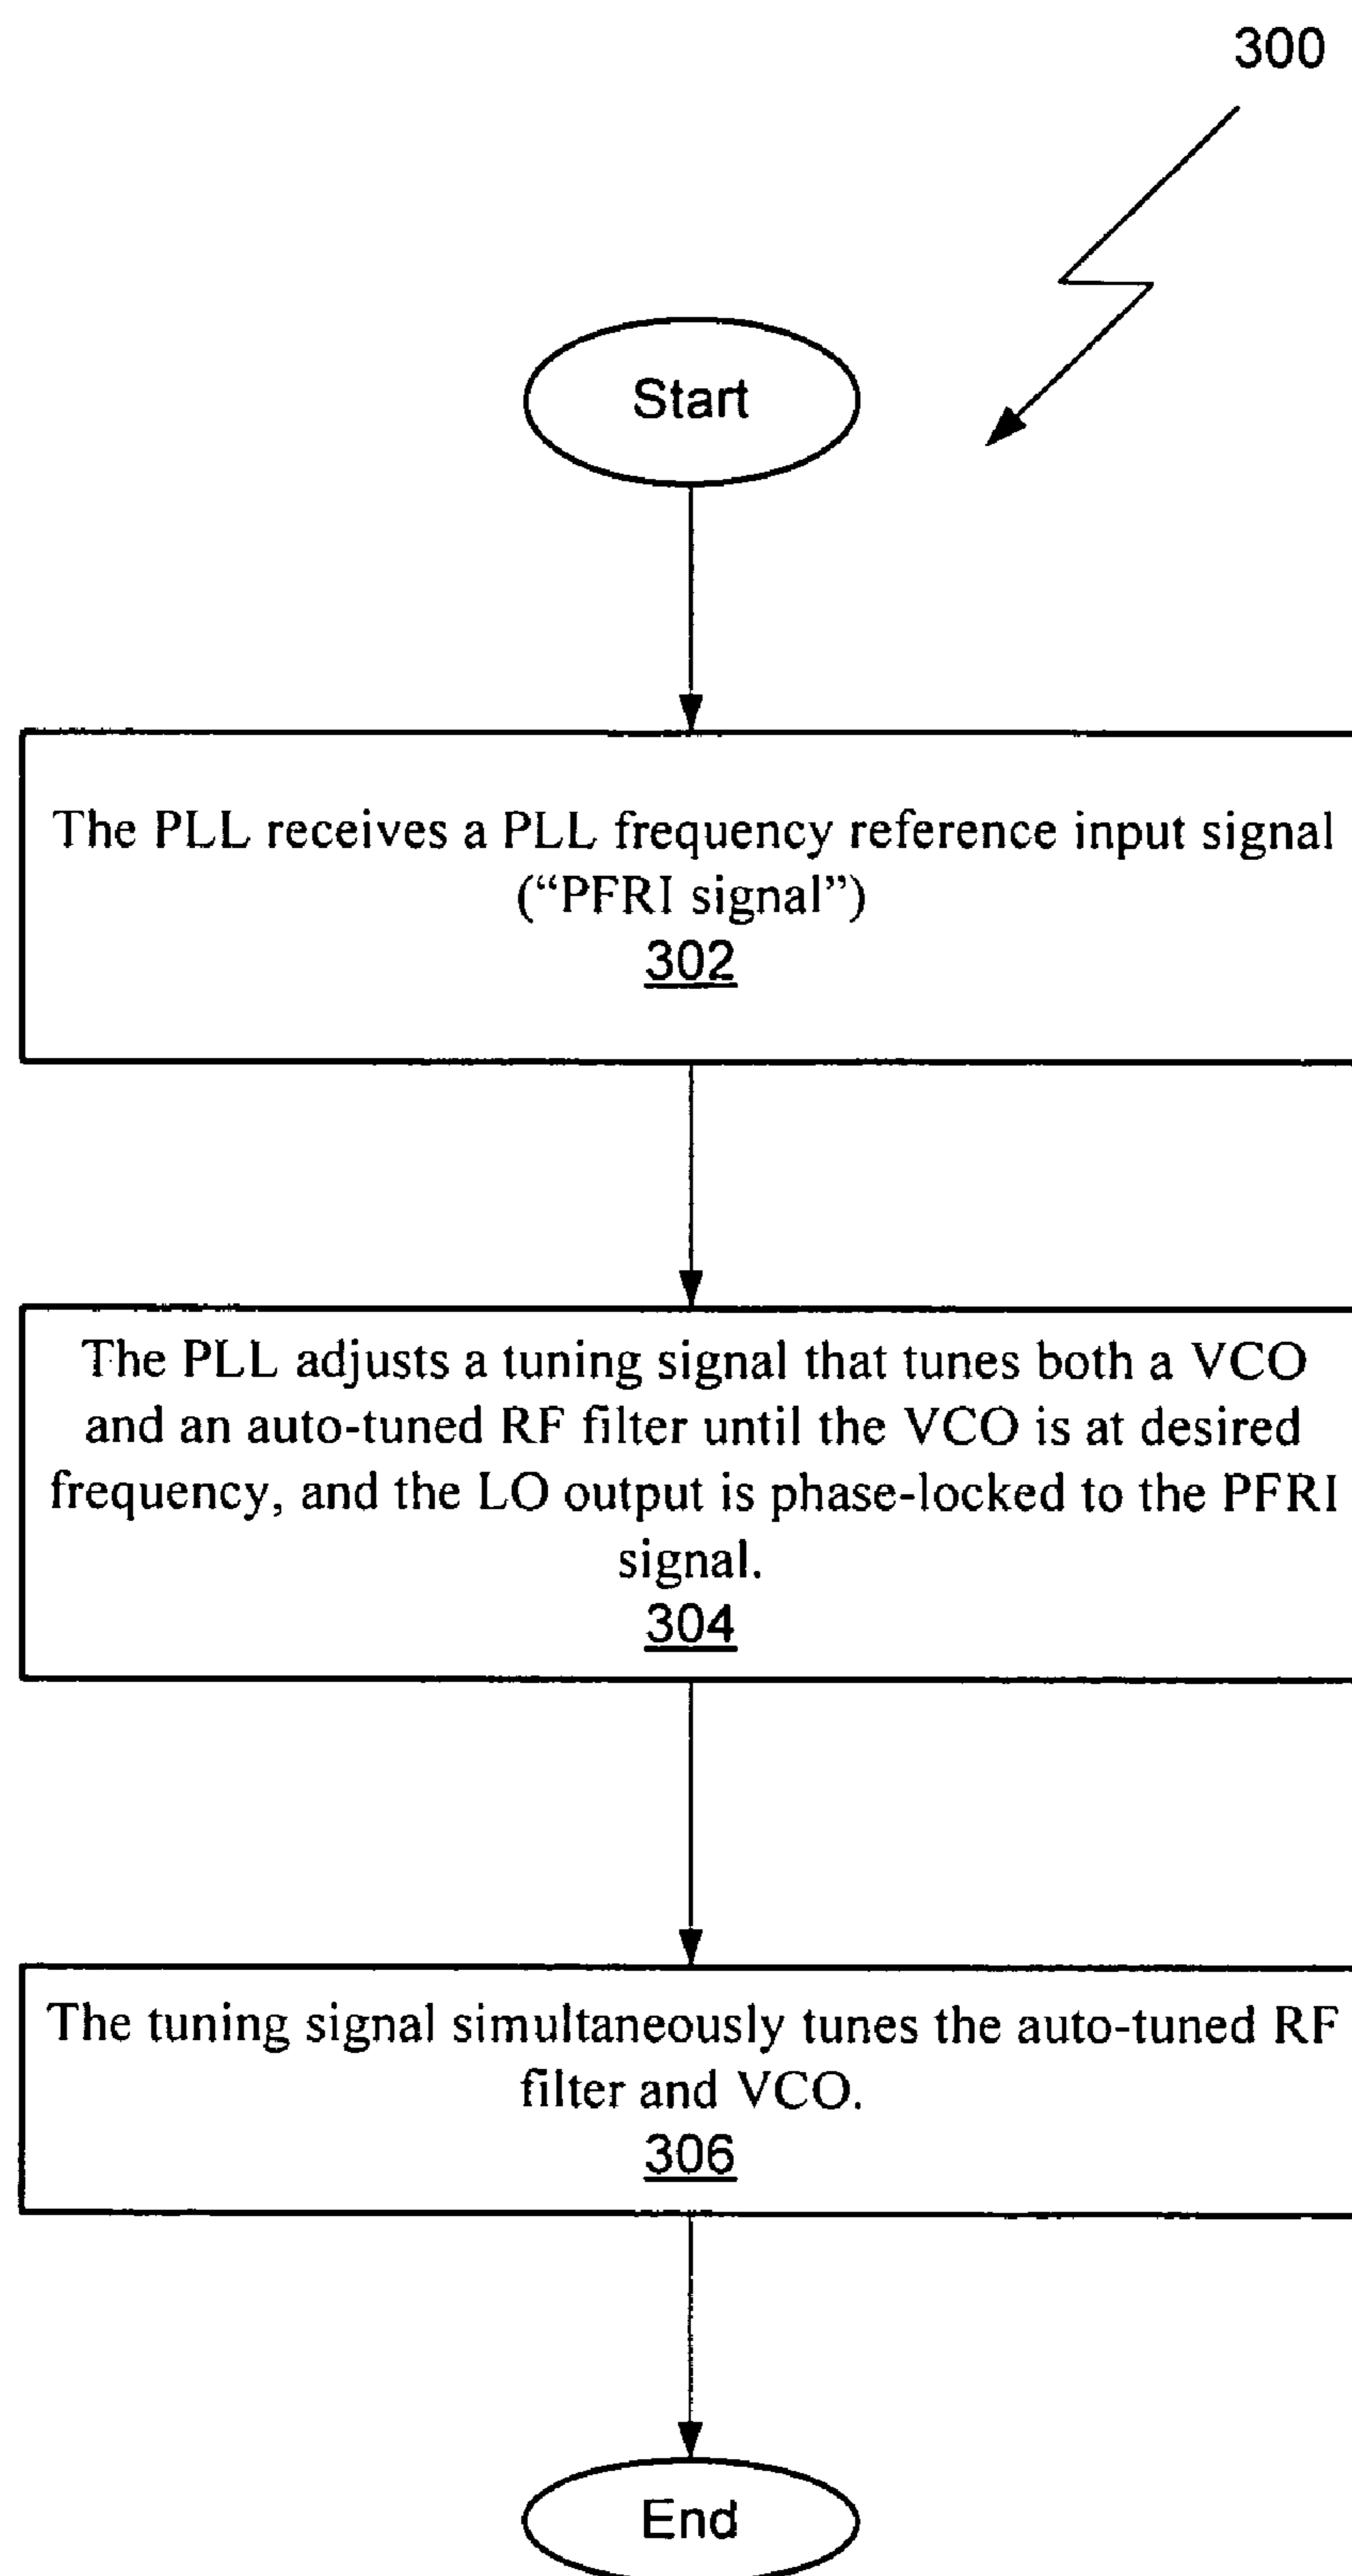 300
Start
The PLL receives a PLL frequency reference input signal
(“PFRI signal”)
302
The PLL adjusts a tuning signal that tunes both a VCO
and an auto-tuned RF filter until the VCO is at desired
frequency, and the LO output is phase-locked to the PFRI
signal.
304
The tuning signal simultaneously tunes the auto-tuned RF
filter and VCO.
306
End